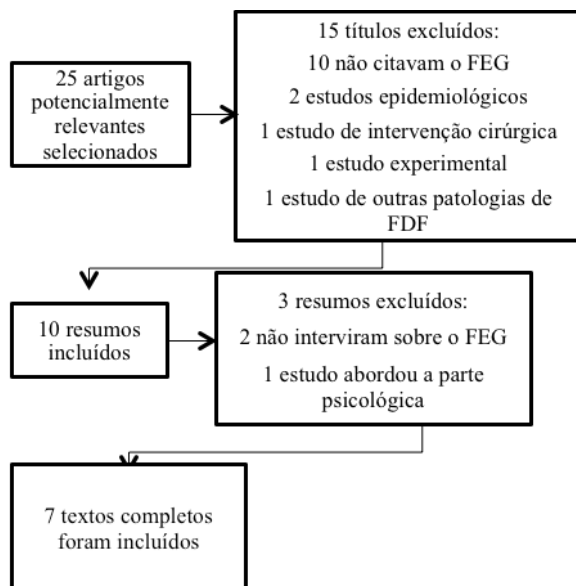 25 artigos
potencialmente
relevantes
selecionados
15 títulos excluídos:
10 não citavam o FEG
2 estudos epidemiológicos
1 estudo de intervenção cirúrgica
1 estudo experimental
1 estudo de outras patologias de
FDF
10 resumos
incluídos
3 resumos excluídos:
2 não interviram sobre o FEG
1 estudo abordou a parte
psicológica
7 textos completos
foram incluídos